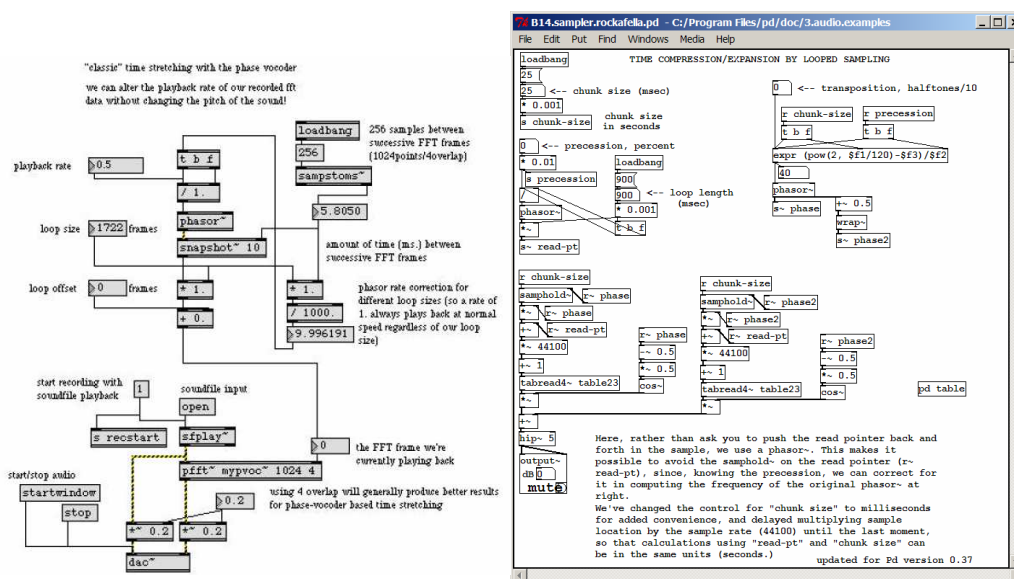 "classic" time stretching with the phase vocoder
we can alter the playback rate of our recorded fft
data without changing the pitch of the sound!
loadbang
256
sampstoms~
5.8050
256 samples between
successive FFT frames
(1024points/4overlap)
playback rate
0.5
t b f
/ 1.
phasor~
loop size
1722
frames
snapshot~ 10
amount of time (ms.) between
successive FFT frames
loop offset
0
frames
* 1.
+ 0.
* 1.
/ 1000.
9.996191
phasor rate correction for
different loop sizes (so a rate of
1. always plays back at normal
speed regardless of our loop
size)
start recording with
soundfile playback
1
soundfile input
open
s recstart
sfplay~
0
the FFT frame we're
currently playing back
pfft~ mypvoc~ 1024 4
start/stop audio
startwindow
stop
0.2
using 4 overlap will generally produce better results
for phase-vocoder based time stretching
*~ 0.2
*~ 0.2
dac~
B14.sampler.rockafella.pd - C:/Program Files/pd/doc/3.audio.examples
File Edit Put Find Windows Media Help
TIME COMPRESSION/EXPANSION BY LOOPED SAMPLING
loadbang
25
25
<-- chunk size (msec)
* 0.001
s chunk-size
chunk size
in seconds
0
<-- precession, percent
* 0.01
s precession
/
phasor~
*~
s~ read-pt
loadbang
900
900
<-- loop length
(msec)
* 0.001
t b f
0
<-- transposition, halftones/10
r chunk-size
r precession
t b f
t b f
expr (pow(2, $f1/120)-$f3)/$f2
40
phasor~
s~ phase
+~ 0.5
wrap~
s~ phase2
r chunk-size
samphold~
r~ phase
*~
r~ phase
+~
r~ read-pt
*~ 44100
+~ 1
tabread4~ table23
*~
+~
hip~ 5
output~
dB
0
mute
r~ phase
-~ 0.5
*~ 0.5
cos~
r chunk-size
samphold~
r~ phase2
*~
r~ phase2
+~
r~ read-pt
*~ 44100
+~ 1
tabread4~ table23
*~
r~ phase2
-~ 0.5
*~ 0.5
cos~
pd table
Here, rather than ask you to push the read pointer back and
forth in the sample, we use a phasor~. This makes it
possible to avoid the samphold~ on the read pointer (r~
read-pt), since, knowing the precession, we can correct for
it in computing the frequency of the original phasor~ at
right.
We've changed the control for "chunk size" to milliseconds
for added convenience, and delayed multiplying sample
location by the sample rate (44100) until the last moment,
so that calculations using "read-pt" and "chunk size" can
be in the same units (seconds.)
updated for Pd version 0.37